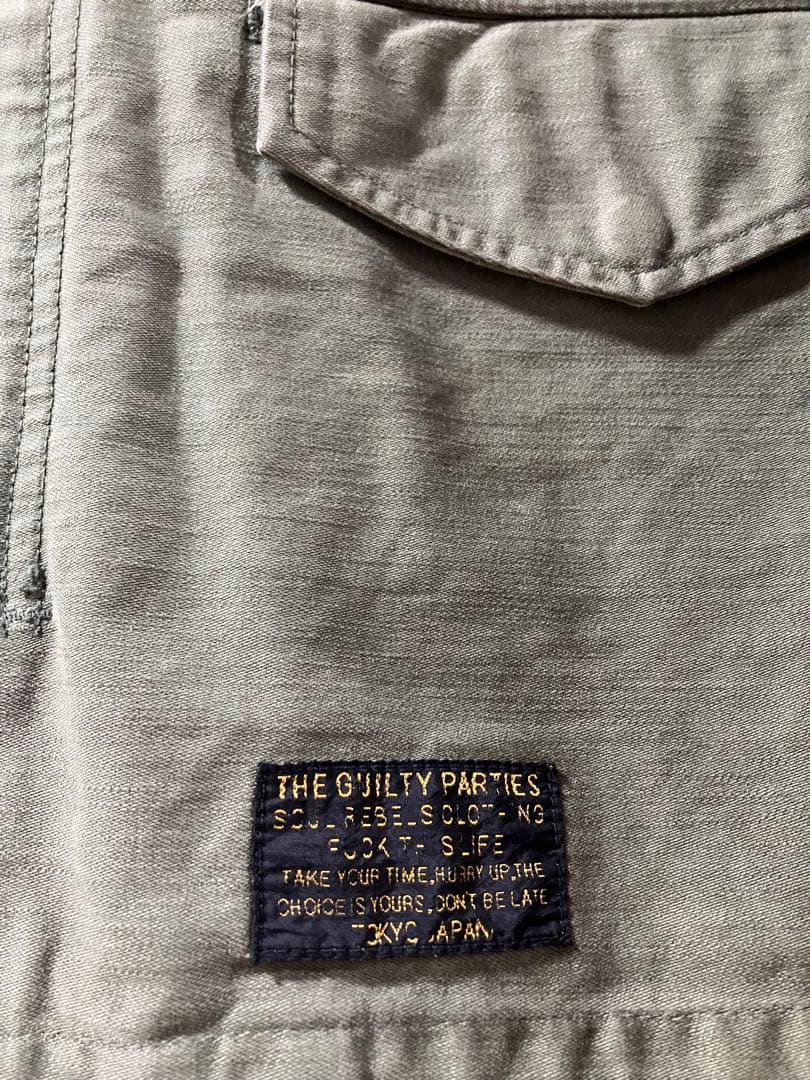 THE GUILTY PARTIES
SOUL REBELS CLOTHING
FUCK THIS LIFE
TAKE YOUR TIME, HURRY UP, THE
CHOICE IS YOURS, DON'T BE LATE
TOKYO JAPAN